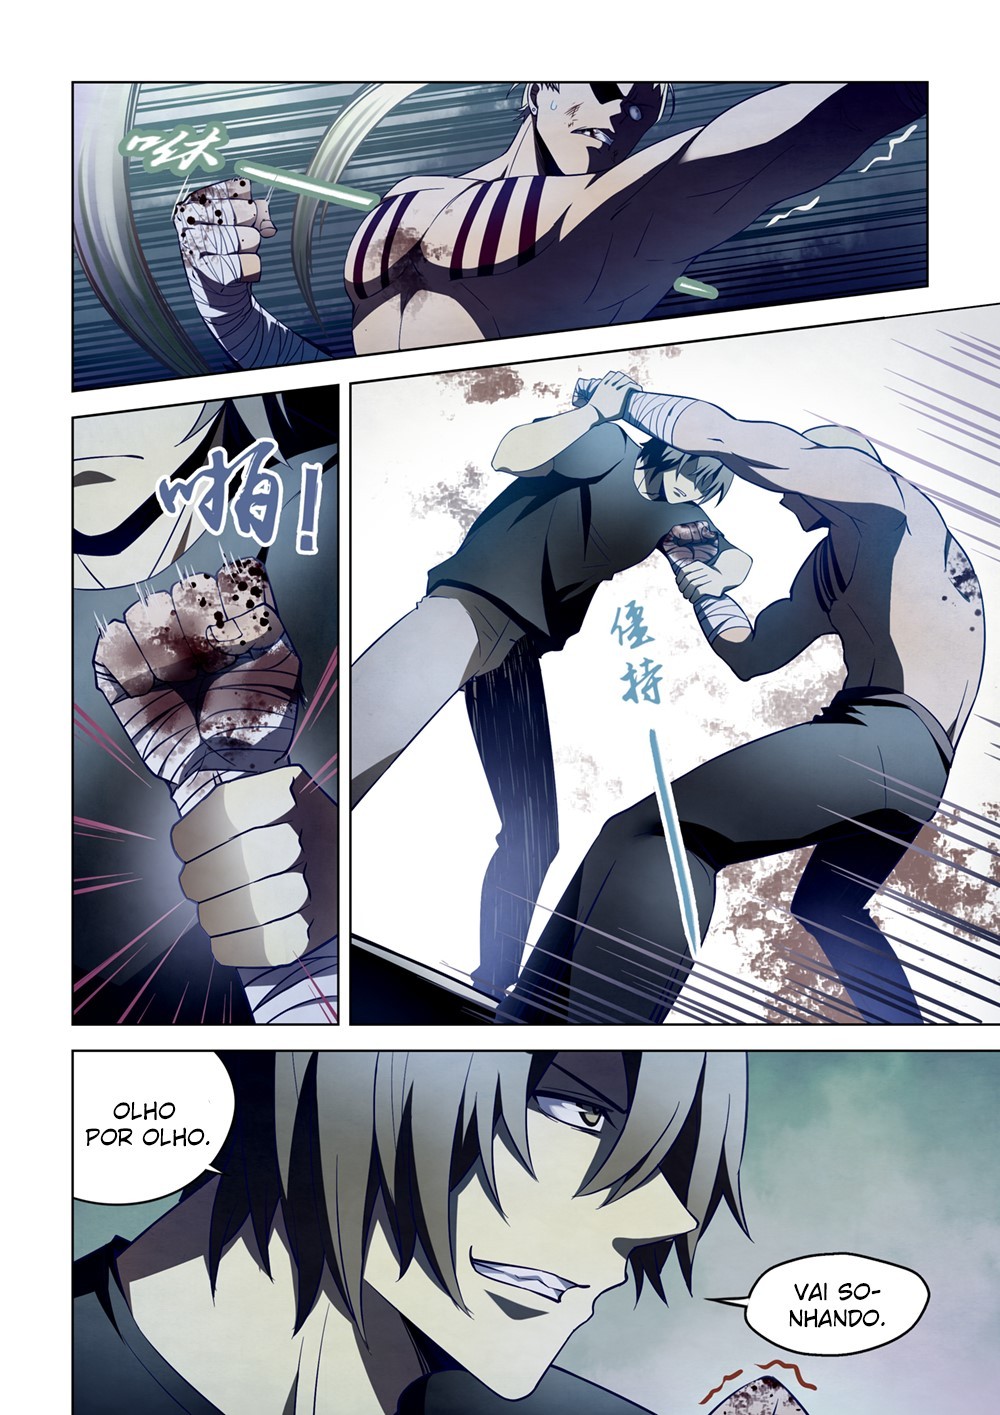 咻
啪！
僵
持
OLHO
POR OLHO.
VAI SO-
NHANDO.